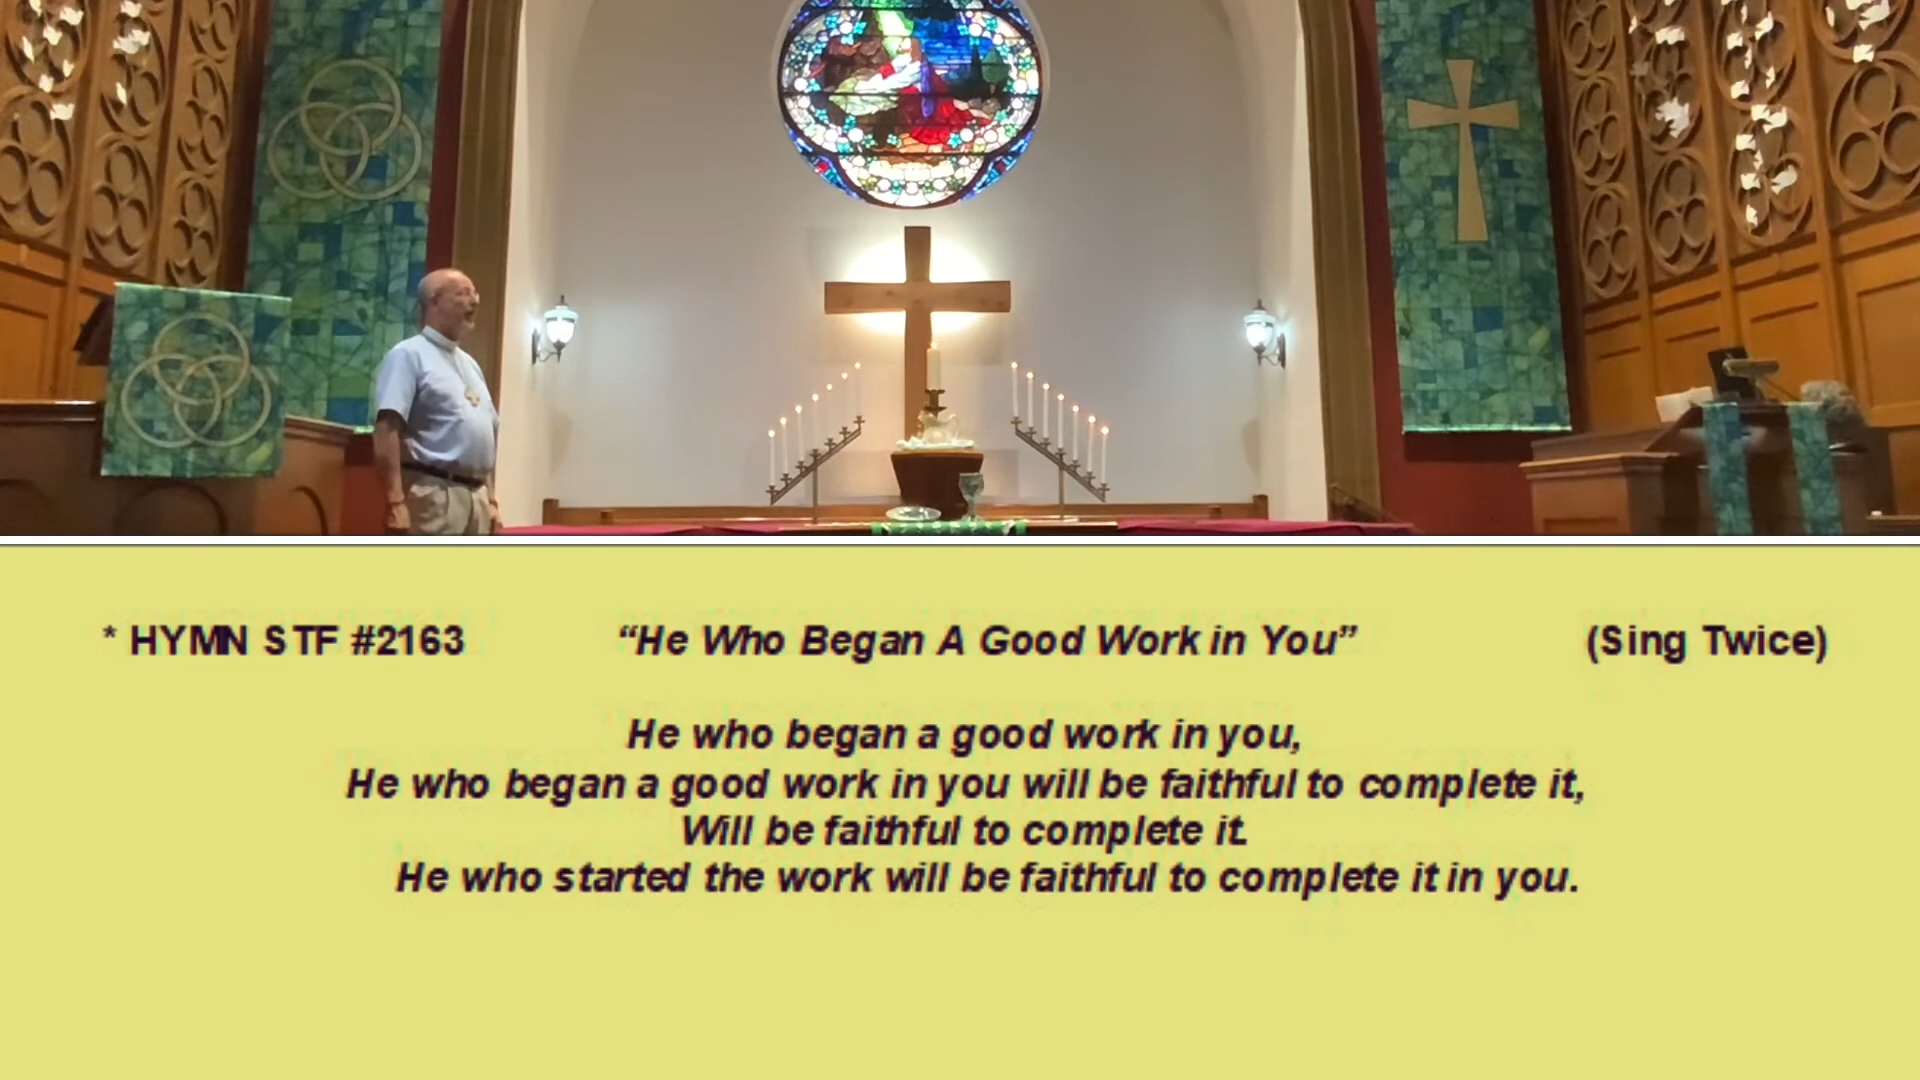 * HYMN STF #2163 “He Who Began A Good Work in You” (Sing Twice)
He who began a good work in you,
He who began a good work in you will be faithful to complete it,
Will be faithful to complete it.
He who started the work will be faithful to complete it in you.